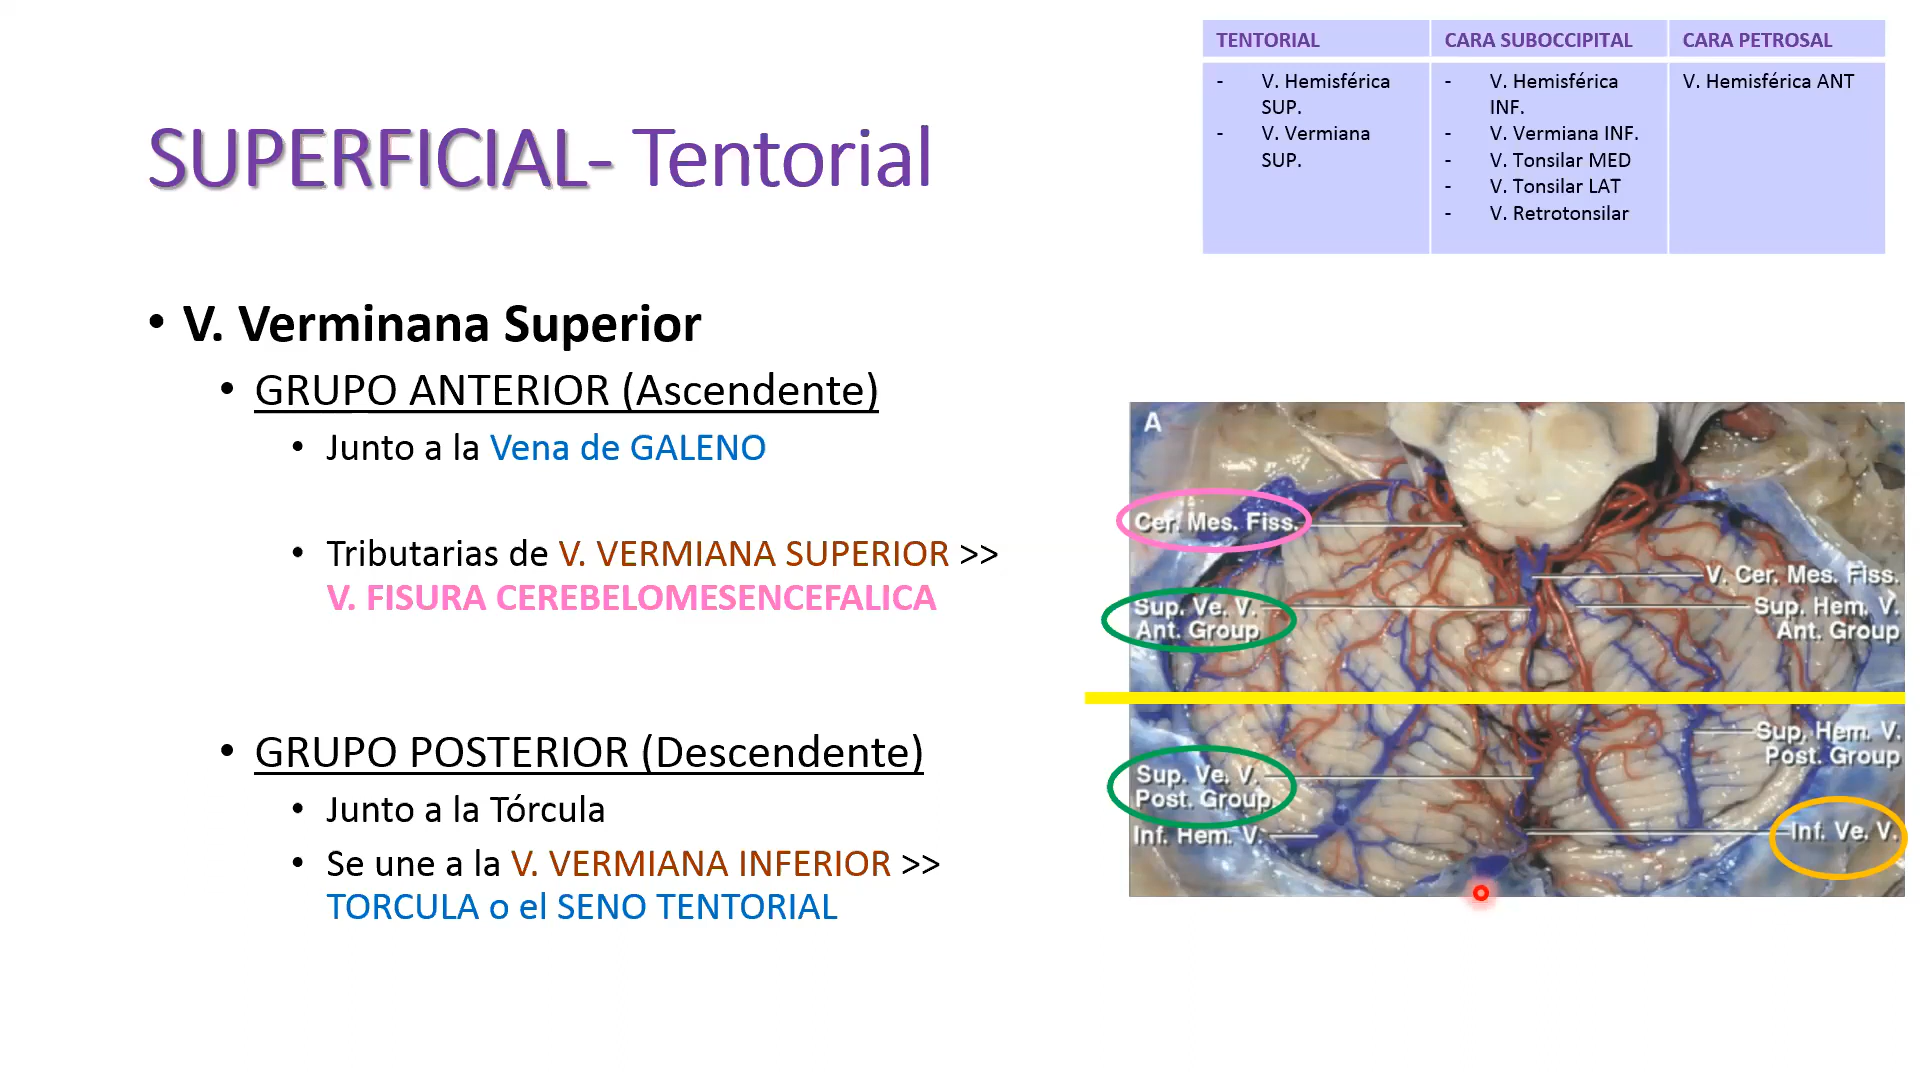 TENTORIAL
CARA SUBOCCIPITAL
CARA PETROSAL
- V. Hemisférica
SUP.
- V. Vermiana
SUP.
- V. Hemisférica
INF.
- V. Vermiana INF.
- V. Tonsilar MED
- V. Tonsilar LAT
- V. Retrotonsilar
V. Hemisférica ANT
SUPERFICIAL- Tentorial
• V. Verminana Superior
• GRUPO ANTERIOR (Ascendente)
• Junto a la Vena de GALENO
• Tributarias de V. VERMIANA SUPERIOR >>
V. FISURA CEREBELOMESENCEFALICA
• GRUPO POSTERIOR (Descendente)
• Junto a la Tórcula
• Se une a la V. VERMIANA INFERIOR >>
TORCULA o el SENO TENTORIAL
A
Cer. Mes. Fiss.
Sup. Ve. V.
Ant. Group
V. Cer. Mes. Fiss.
Sup. Hem. V.
Ant. Group
Sup. Ve. V.
Post. Group
Inf. Hem. V.
Sup. Hem. V.
Post. Group
Inf. Ve. V.